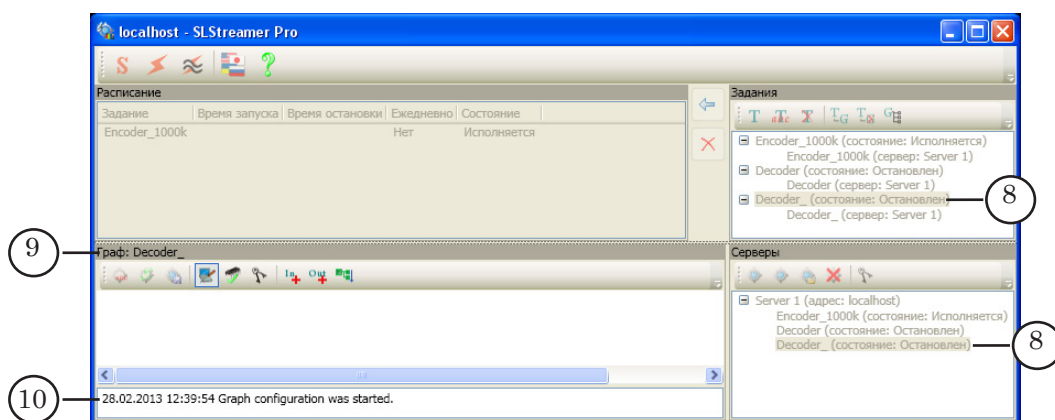 localhost - SLStreamer Pro
S
Расписание
Задание Время запуска Время остановки Ежедневно Состояние
Encoder_1000k Нет Исполняется
Задания
T abc T T G T G
Encoder_1000k (состояние: Исполняется)
Encoder_1000k (сервер: Server 1)
Decoder (состояние: Остановлен)
Decoder (сервер: Server 1)
Decoder_ (состояние: Остановлен)
8
Decoder_ (сервер: Server 1)
9
Граф: Decoder_
In Out
Серверы
Server 1 (адрес: localhost)
Encoder_1000k (состояние: Исполняется)
Decoder (состояние: Остановлен)
Decoder_ (состояние: Остановлен)
8
10
28.02.2013 12:39:54 Graph configuration was started.